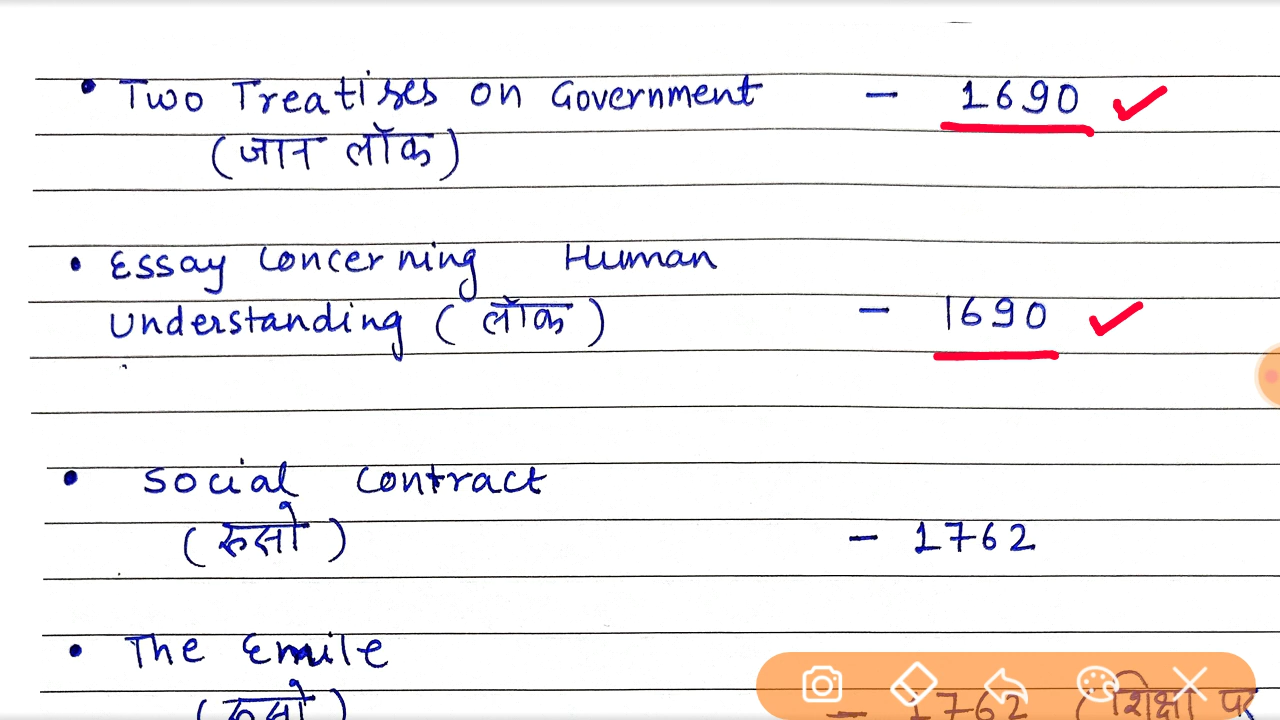 • Two Treatises on Government - 1690 ✓
(जान लॉक)
• Essay Concerning Human
Understanding ( लॉक ) - 1690 ✓
• Social Contract
( रूसो ) - 1762
• The Emile
( रूसो ) - 1762 (शिक्षा पर